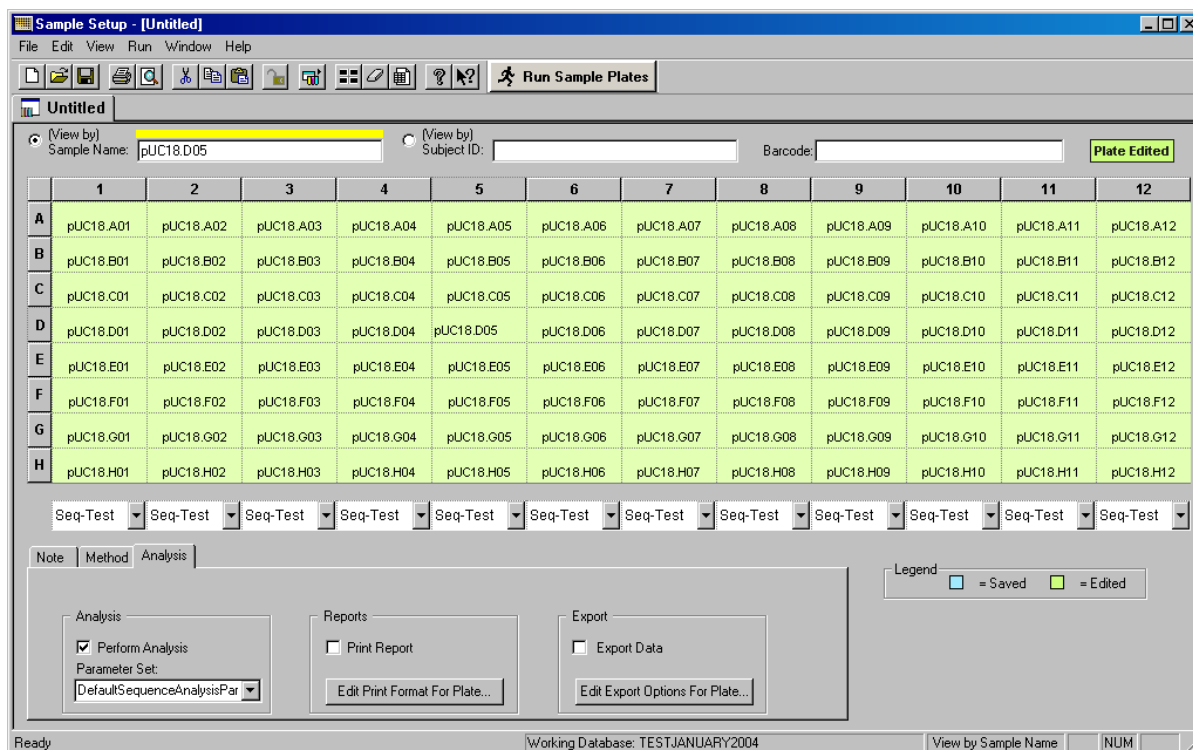 Sample Setup - [Untitled]
File Edit View Run Window Help
Run Sample Plates
Untitled
(View by) Sample Name: pUC18.D05 (View by) Subject ID: Barcode: Plate Edited
1 2 3 4 5 6 7 8 9 10 11 12
A pUC18.A01 pUC18.A02 pUC18.A03 pUC18.A04 pUC18.A05 pUC18.A06 pUC18.A07 pUC18.A08 pUC18.A09 pUC18.A10 pUC18.A11 pUC18.A12
B pUC18.B01 pUC18.B02 pUC18.B03 pUC18.B04 pUC18.B05 pUC18.B06 pUC18.B07 pUC18.B08 pUC18.B09 pUC18.B10 pUC18.B11 pUC18.B12
C pUC18.C01 pUC18.C02 pUC18.C03 pUC18.C04 pUC18.C05 pUC18.C06 pUC18.C07 pUC18.C08 pUC18.C09 pUC18.C10 pUC18.C11 pUC18.C12
D pUC18.D01 pUC18.D02 pUC18.D03 pUC18.D04 pUC18.D05 pUC18.D06 pUC18.D07 pUC18.D08 pUC18.D09 pUC18.D10 pUC18.D11 pUC18.D12
E pUC18.E01 pUC18.E02 pUC18.E03 pUC18.E04 pUC18.E05 pUC18.E06 pUC18.E07 pUC18.E08 pUC18.E09 pUC18.E10 pUC18.E11 pUC18.E12
F pUC18.F01 pUC18.F02 pUC18.F03 pUC18.F04 pUC18.F05 pUC18.F06 pUC18.F07 pUC18.F08 pUC18.F09 pUC18.F10 pUC18.F11 pUC18.F12
G pUC18.G01 pUC18.G02 pUC18.G03 pUC18.G04 pUC18.G05 pUC18.G06 pUC18.G07 pUC18.G08 pUC18.G09 pUC18.G10 pUC18.G11 pUC18.G12
H pUC18.H01 pUC18.H02 pUC18.H03 pUC18.H04 pUC18.H05 pUC18.H06 pUC18.H07 pUC18.H08 pUC18.H09 pUC18.H10 pUC18.H11 pUC18.H12
Seq-Test Seq-Test Seq-Test Seq-Test Seq-Test Seq-Test Seq-Test Seq-Test Seq-Test Seq-Test Seq-Test Seq-Test
Note Method Analysis
Legend = Saved = Edited
Analysis Reports Export
Perform Analysis Print Report Export Data
Parameter Set:
DefaultSequenceAnalysisPar Edit Print Format For Plate... Edit Export Options For Plate...
Ready Working Database: TESTJANUARY2004 View by Sample Name NUM